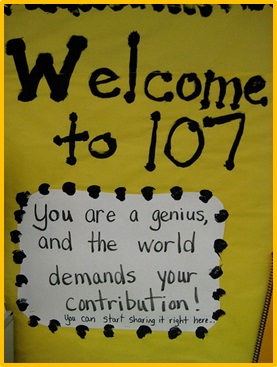 Welcome
to 107
You are a genius,
and the world
demands your
contribution!
You can start sharing it right here...